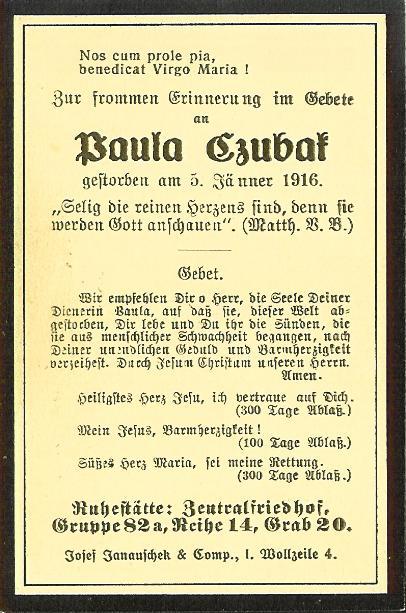 Nos cum prole pia,
benedicat Virgo Maria !
Zur frommen Erinnerung im Gebete
an
Paula Czubak
gestorben am 5. Jänner 1916.
„Selig die reinen Herzens sind, denn sie
werden Gott anschauen“. (Matth. V. B.)
Gebet.
Wir empfehlen Dir o Herr, die Seele Deiner
Dienerin Paula, auf daß sie, dieser Welt ab-
gestorben, Dir lebe und Du ihr die Sünden, die
sie aus menschlicher Schwachheit begangen, nach
Deiner unendlichen Geduld und Barmherzigkeit
verzeihest. Durch Jesum Christum unseren Herrn.
Amen.
Heiligstes Herz Jesu, ich vertraue auf Dich.
(300 Tage Ablaß.)
Mein Jesus, Barmherzigkeit !
(100 Tage Ablaß.)
Süßes Herz Maria, sei meine Rettung.
(300 Tage Ablaß.)
Ruhestätte: Zentralfriedhof,
Gruppe 82a, Reihe 14, Grab 20.
Josef Janauschek & Comp., I. Wollzeile 4.